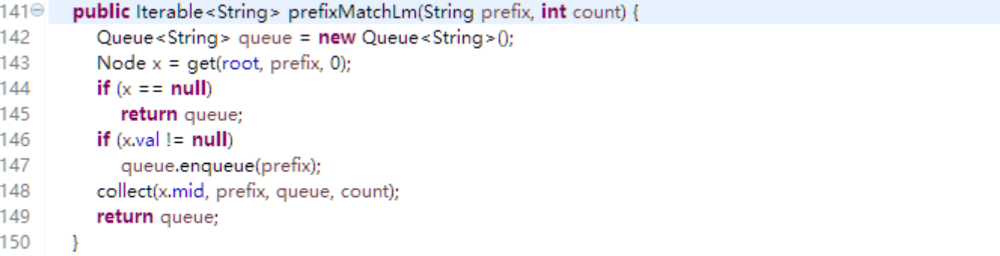 141 public Iterable<String> prefixMatchLm(String prefix, int count) {
142 Queue<String> queue = new Queue<String>();
143 Node x = get(root, prefix, 0);
144 if (x == null)
145 return queue;
146 if (x.val != null)
147 queue.enqueue(prefix);
148 collect(x.mid, prefix, queue, count);
149 return queue;
150 }